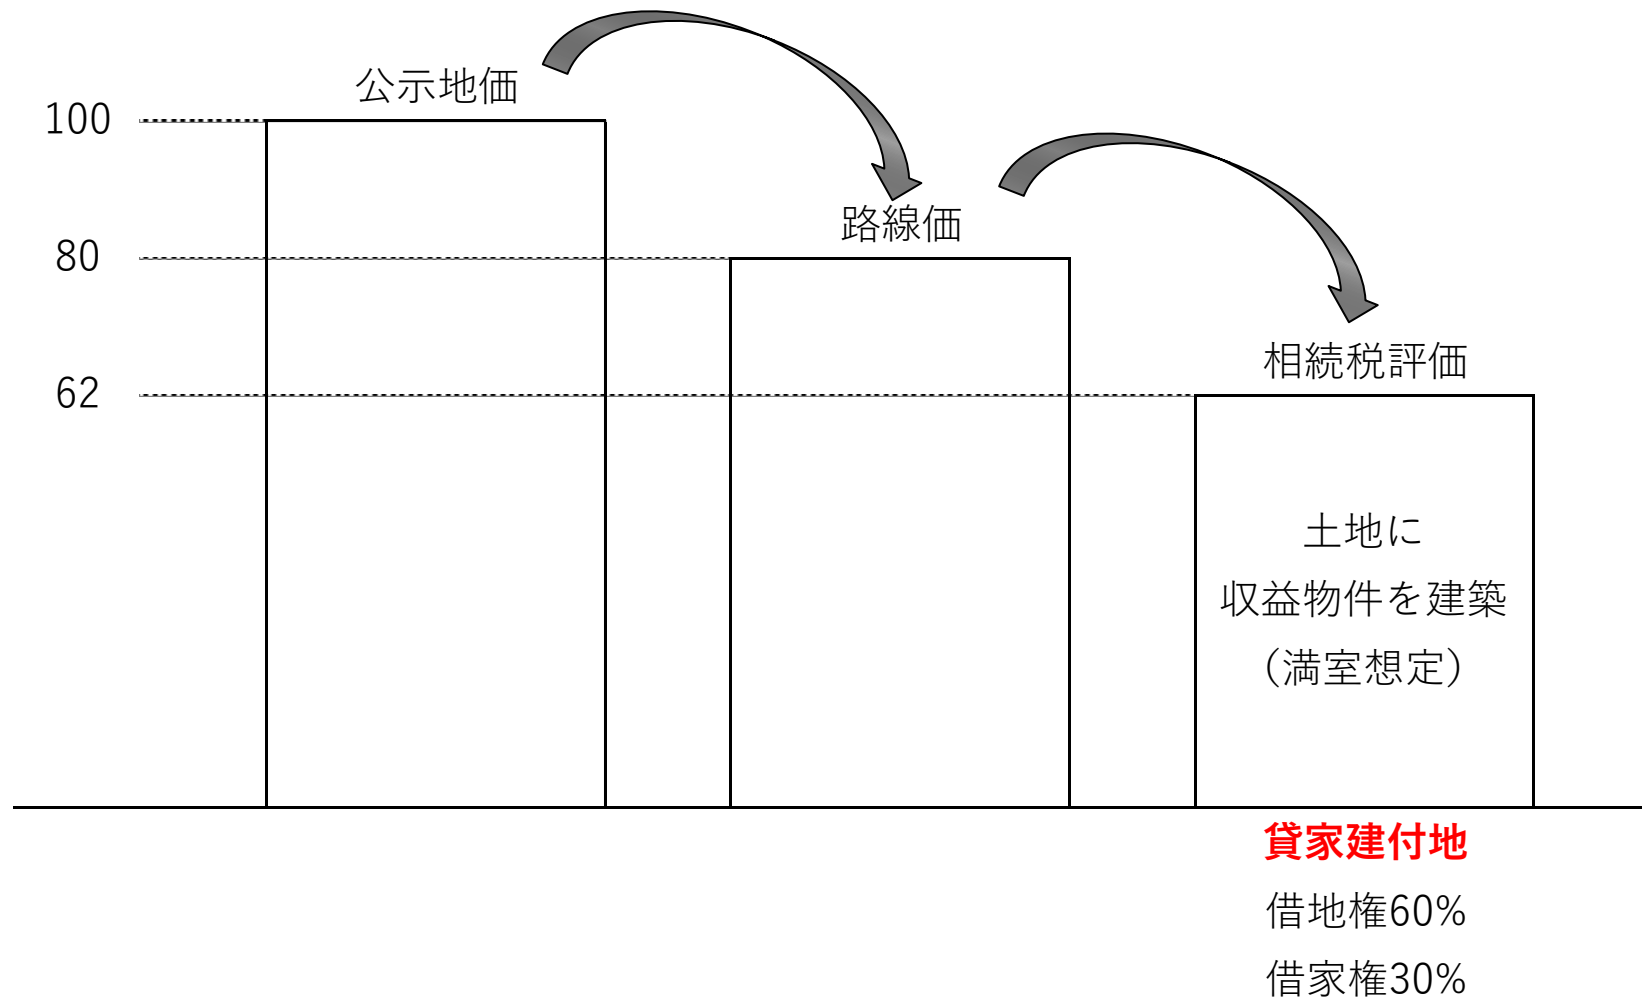 公示地価
100
路線価
80
相続税評価
62
土地に
収益物件を建築
(満室想定)
貸家建付地
借地権60%
借家権30%